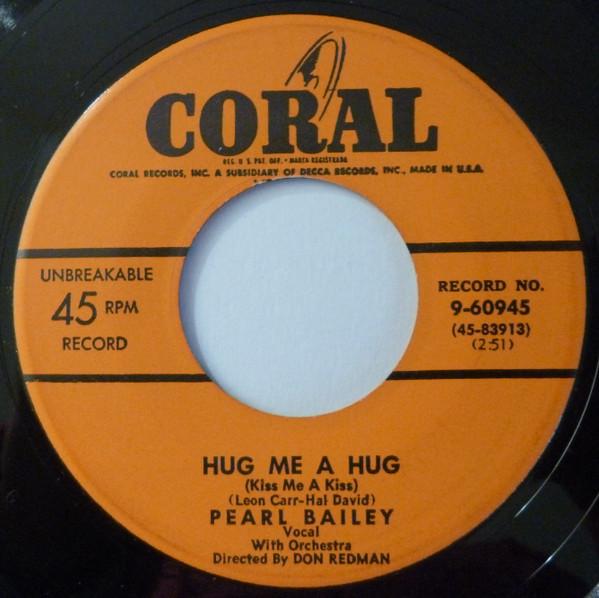 CORAL
REG. U.S. PAT. OFF. • MARCA REGISTRADA
CORAL RECORDS, INC. A SUBSIDIARY OF DECCA RECORDS, INC., MADE IN U.S.A.
UNBREAKABLE
45 RPM
RECORD
RECORD NO.
9-60945
(45-83913)
(2:51)
HUG ME A HUG
(Kiss Me A Kiss)
(Leon Carr-Hal David)
PEARL BAILEY
Vocal
With Orchestra
Directed By DON REDMAN